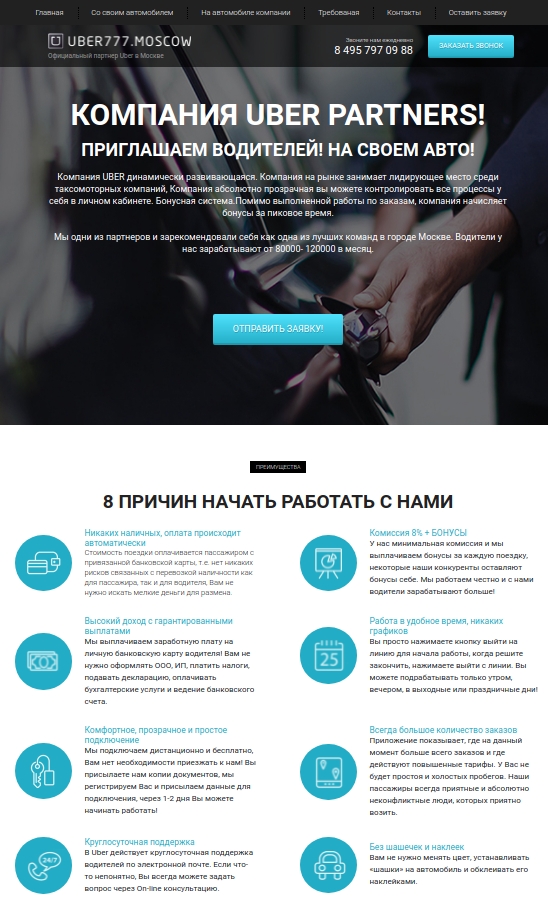 Главная Со своим автомобилем На автомобиле компании Требованая Контакты Оставить заявку
UBER777.MOSCOW
Официальный партнер Uber в Москве
Звоните нам ежедневно
8 495 797 09 88
ЗАКАЗАТЬ ЗВОНОК
КОМПАНИЯ UBER PARTNERS!
ПРИГЛАШАЕМ ВОДИТЕЛЕЙ! НА СВОЕМ АВТО!
Компания UBER динамически развивающаяся. Компания на рынке занимает лидирующее место среди
таксомоторных компаний, Компания абсолютно прозрачная вы можете контролировать все процессы у
себя в личном кабинете. Бонусная система.Помимо выполненной работы по заказам, компания начисляет
бонусы за пиковое время.
Мы одни из партнеров и зарекомендовали себя как одна из лучших команд в городе Москве. Водители у
нас зарабатывают от 80000- 120000 в месяц.
ОТПРАВИТЬ ЗАЯВКУ!
ПРЕИМУЩЕСТВА
8 ПРИЧИН НАЧАТЬ РАБОТАТЬ С НАМИ
Никаких наличных, оплата происходит
автоматически
Стоимость поездки оплачивается пассажиром с
привязанной банковской карты, т.е. нет никаких
рисков связанных с перевозкой наличности как
для пассажира, так и для водителя, Вам не
нужно искать мелкие деньги для размена.
Комиссия 8% + БОНУСЫ
У нас минимальная комиссия и мы
выплачиваем бонусы за каждую поездку,
некоторые наши конкуренты оставляют
бонусы себе. Мы работаем честно и с нами
водители зарабатывают больше!
Высокий доход с гарантированными
выплатами
Мы выплачиваем заработную плату на
личную банковскую карту водителя! Вам не
нужно оформлять ООО, ИП, платить налоги,
подавать декларацию, оплачивать
бухгалтерские услуги и ведение банковского
счета.
Работа в удобное время, никаких
графиков
25
Вы просто нажимаете кнопку выйти на
линию для начала работы, когда решите
закончить, нажимаете выйти с линии. Вы
можете подрабатывать только утром,
вечером, в выходные или праздничные дни!
Комфортное, прозрачное и простое
подключение
Мы подключаем дистанционно и бесплатно,
Вам нет необходимости приезжать к нам! Вы
присылаете нам копии документов, мы
регистрируем Вас и присылаем данные для
подключения, через 1-2 дня Вы можете
начинать работать!
Всегда большое количество заказов
Приложение показывает, где на данный
момент больше всего заказов и где
действуют повышенные тарифы. У Вас не
будет простоя и холостых пробегов. Наши
пассажиры всегда приятные и абсолютно
неконфликтные люди, которых приятно
возить.
Круглосуточная поддержка
24/7
В Uber действует круглосуточная поддержка
водителей по электронной почте. Если что-
то непонятно, Вы всегда можете задать
вопрос через On-line консультацию.
Без шашечек и наклеек
Вам не нужно менять цвет, устанавливать
«шашки» на автомобиль и обклеивать его
наклейками.